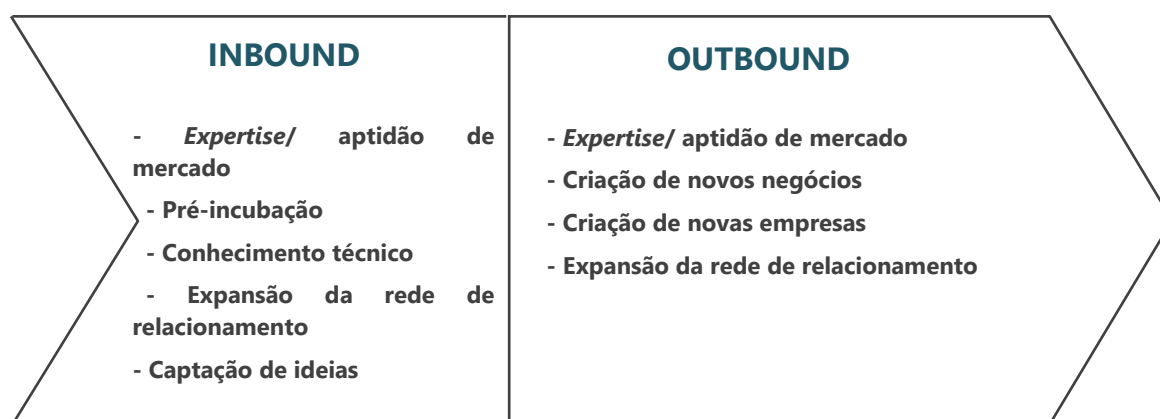 INBOUND
- Expertise/ aptidão de
mercado
- Pré-incubação
- Conhecimento técnico
- Expansão da rede de
relacionamento
- Captação de ideias
OUTBOUND
- Expertise/ aptidão de mercado
- Criação de novos negócios
- Criação de novas empresas
- Expansão da rede de relacionamento